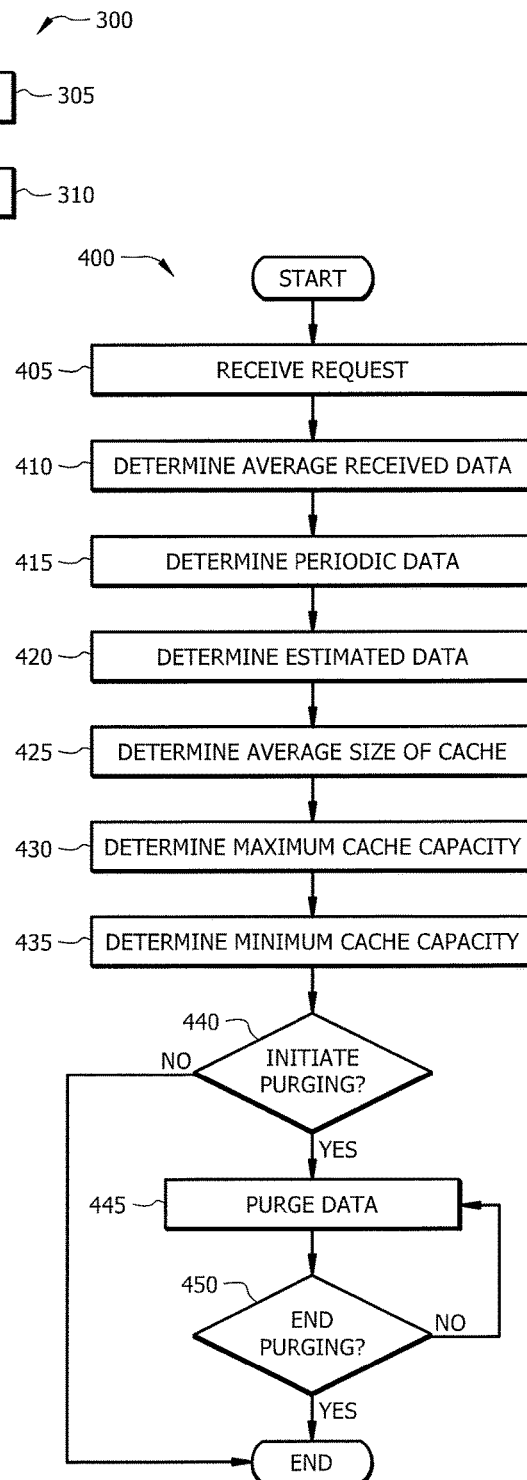 300
305
310
400
START
405
RECEIVE REQUEST
410
DETERMINE AVERAGE RECEIVED DATA
415
DETERMINE PERIODIC DATA
420
DETERMINE ESTIMATED DATA
425
DETERMINE AVERAGE SIZE OF CACHE
430
DETERMINE MAXIMUM CACHE CAPACITY
435
DETERMINE MINIMUM CACHE CAPACITY
440
NO
INITIATE
PURGING?
YES
445
PURGE DATA
450
END
PURGING?
NO
YES
END